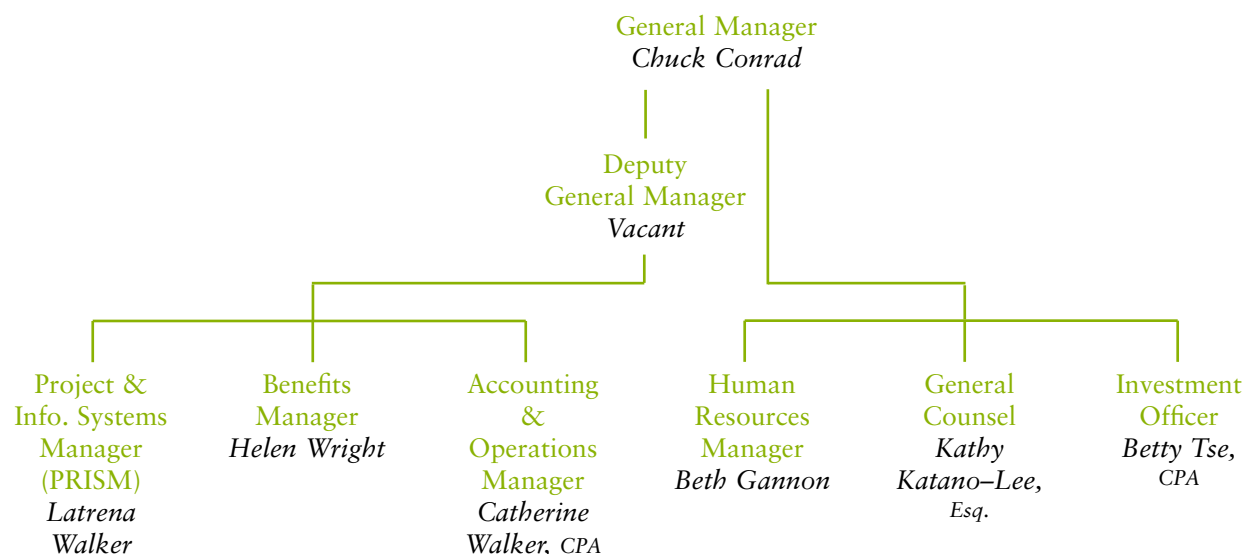 General Manager
Chuck Conrad
Deputy
General Manager
Vacant
Project &
Info. Systems
Manager
(PRISM)
Latrena
Walker
Benefits
Manager
Helen Wright
Accounting
&
Operations
Manager
Catherine
Walker, CPA
Human
Resources
Manager
Beth Gannon
General
Counsel
Kathy
Katano–Lee,
Esq.
Investment
Officer
Betty Tse,
CPA